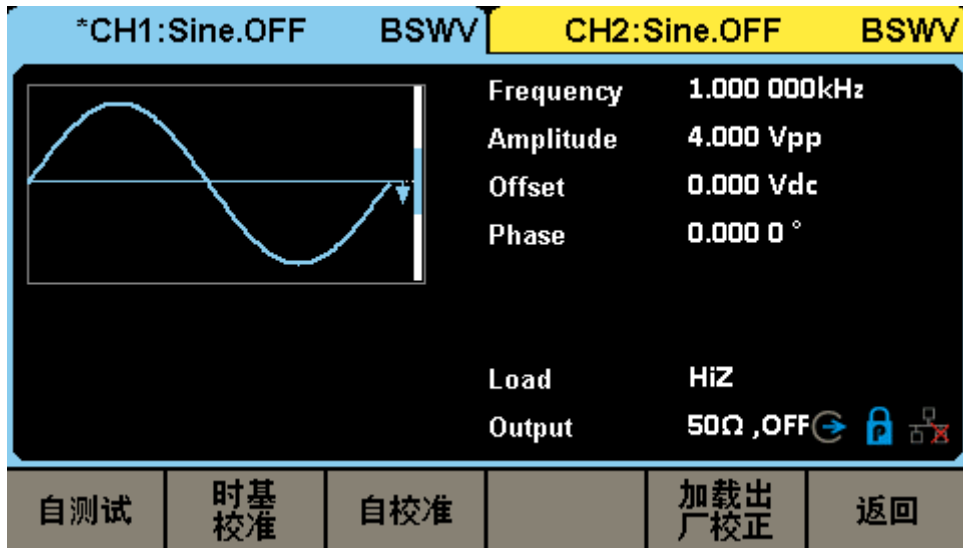 *CH1:Sine.OFF BSWV CH2:Sine.OFF BSWV
Frequency 1.000 000kHz
Amplitude 4.000 Vpp
Offset 0.000 Vdc
Phase 0.000 0 °
Load HiZ
Output 50Ω ,OFF P
自测试 时基校准 自校准 加载出厂校正 返回